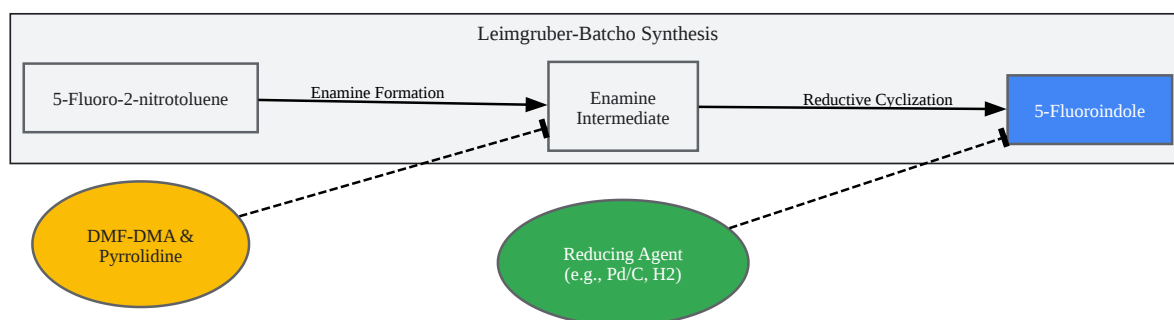 Leimgruber-Batcho Synthesis
5-Fluoro-2-nitrotoluene
Enamine Formation
Enamine
Intermediate
Reductive Cyclization
5-Fluoroindole
DMF-DMA &
Pyrrolidine
Reducing Agent
(e.g., Pd/C, H2)